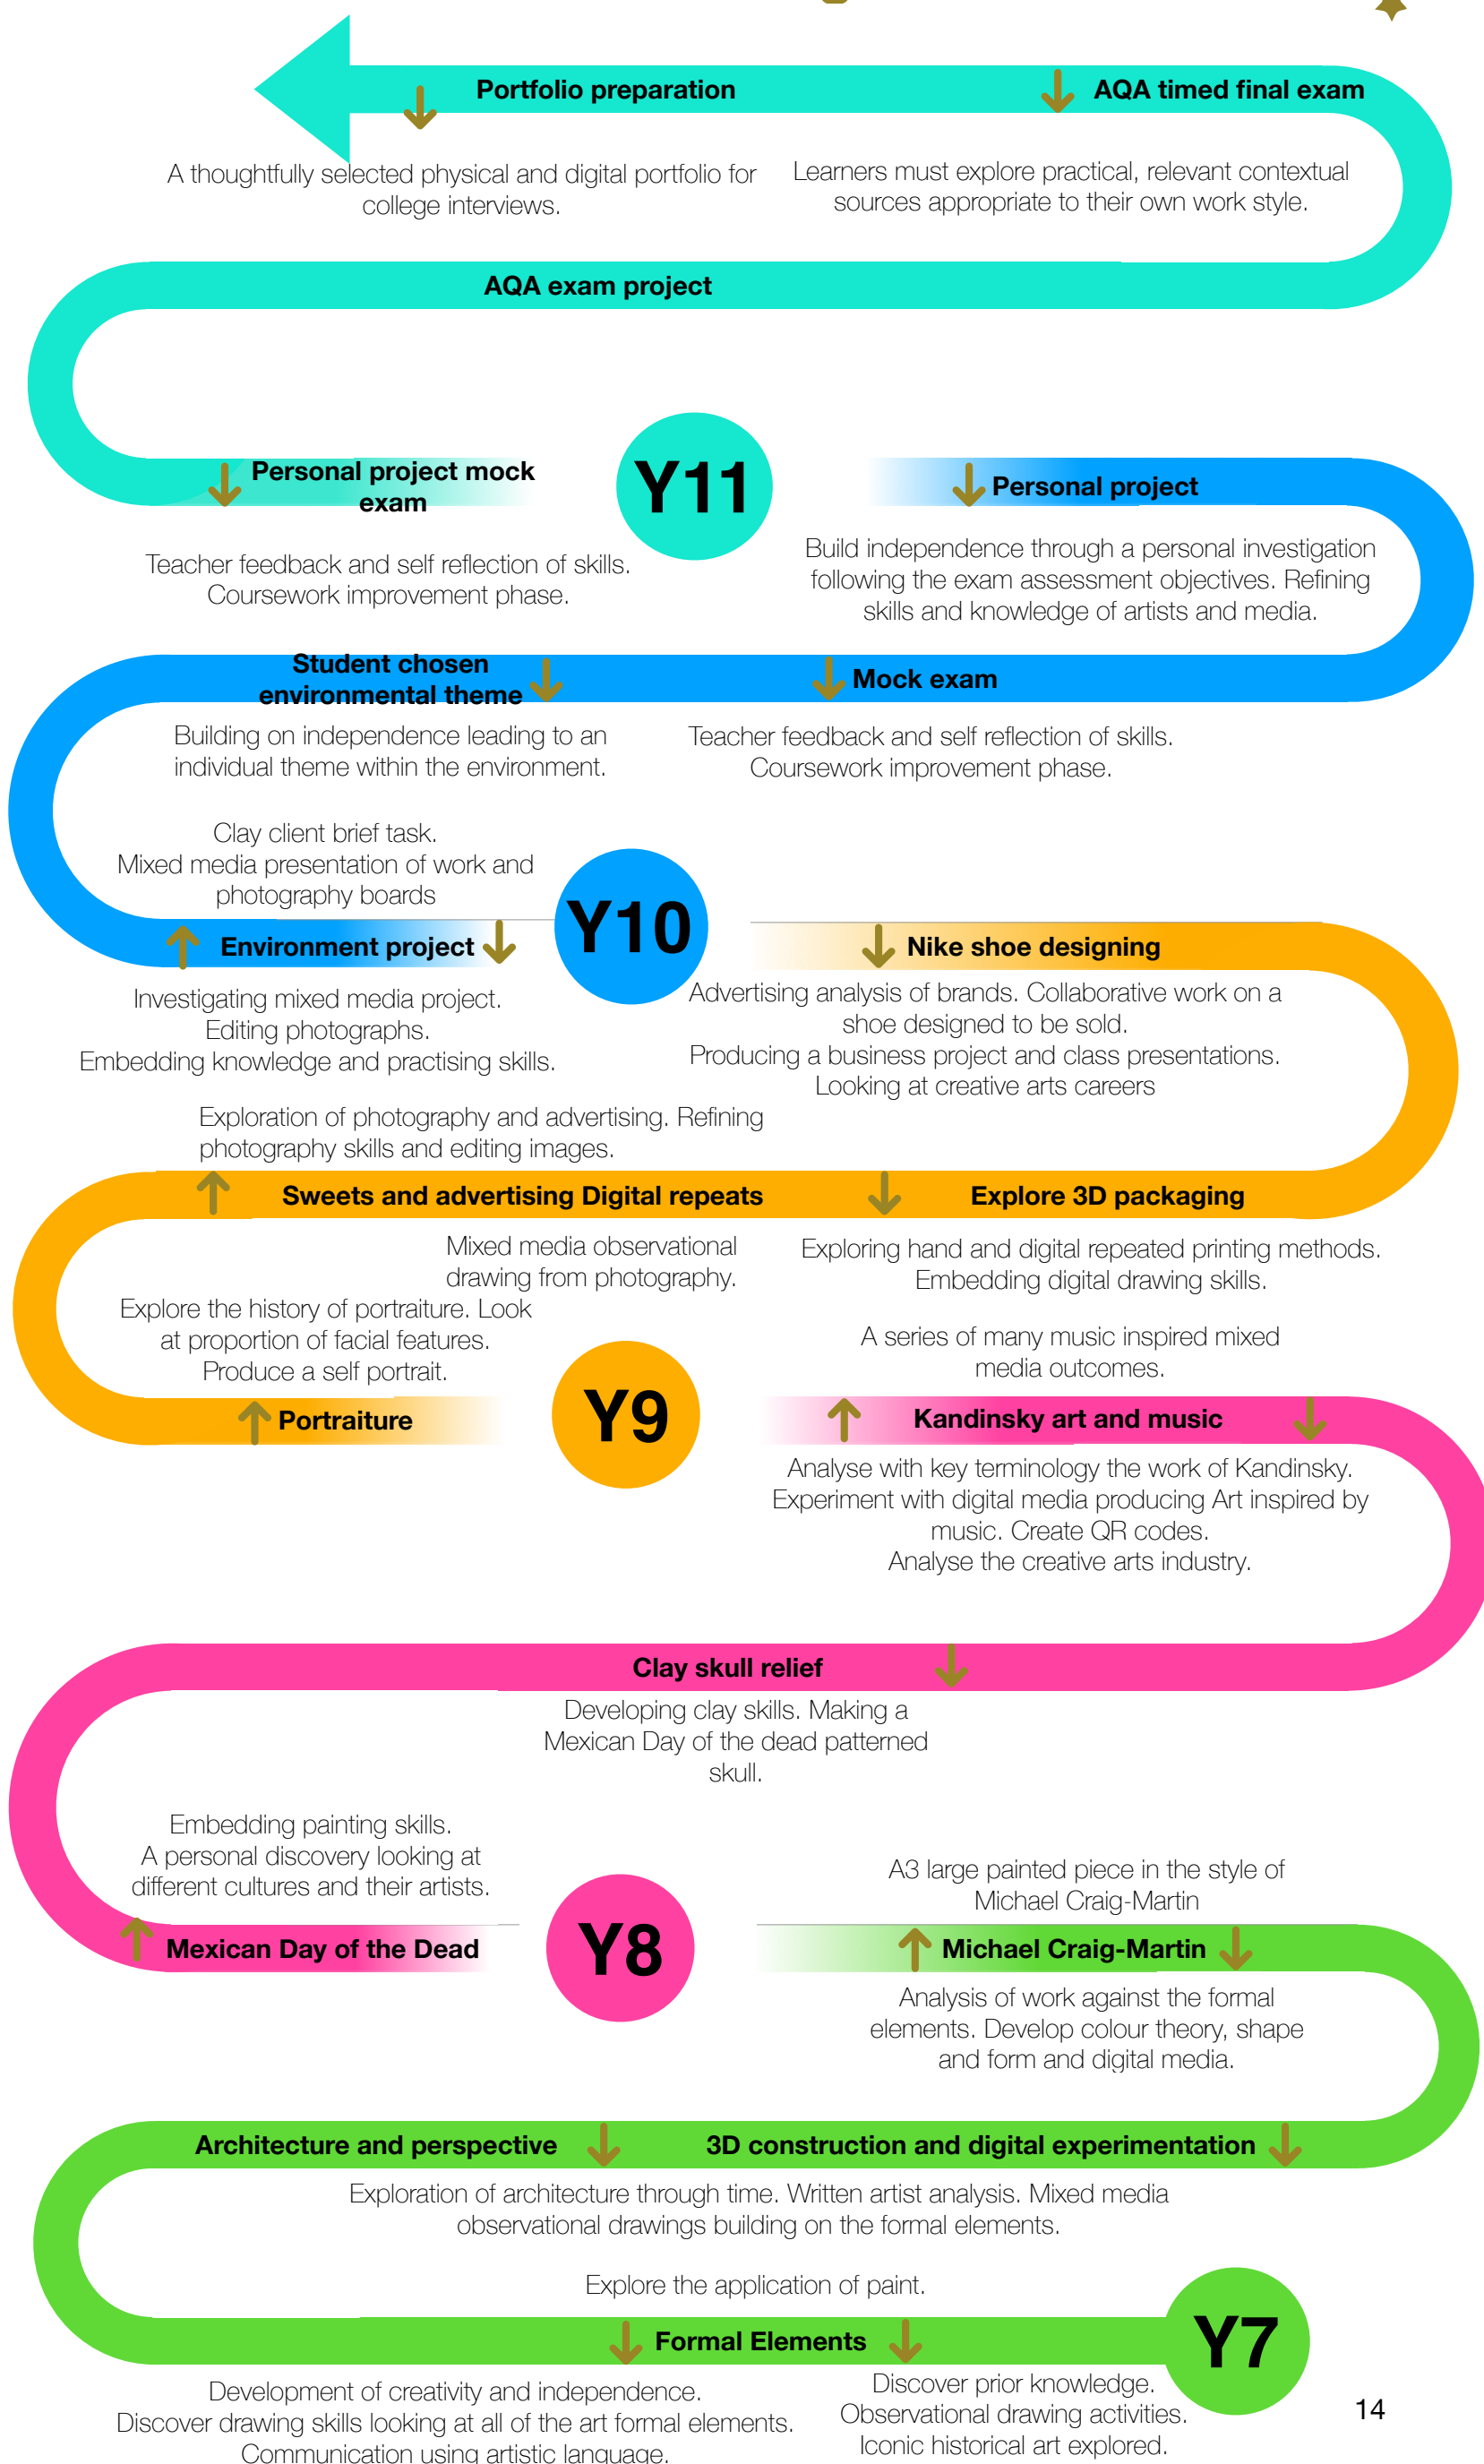 Portfolio preparation
AQA timed final exam
A thoughtfully selected physical and digital portfolio for
college interviews.
Learners must explore practical, relevant contextual
sources appropriate to their own work style.
AQA exam project
Personal project mock
exam
Y11
Personal project
Teacher feedback and self reflection of skills.
Coursework improvement phase.
Build independence through a personal investigation
following the exam assessment objectives. Refining
skills and knowledge of artists and media.
Student chosen
environmental theme
Mock exam
Building on independence leading to an
individual theme within the environment.
Teacher feedback and self reflection of skills.
Coursework improvement phase.
Clay client brief task.
Mixed media presentation of work and
photography boards
Y10
Environment project
Nike shoe designing
Investigating mixed media project.
Editing photographs.
Embedding knowledge and practising skills.
Advertising analysis of brands. Collaborative work on a
shoe designed to be sold.
Producing a business project and class presentations.
Looking at creative arts careers
Exploration of photography and advertising. Refining
photography skills and editing images.
Sweets and advertising Digital repeats
Explore 3D packaging
Mixed media observational
drawing from photography.
Exploring hand and digital repeated printing methods.
Embedding digital drawing skills.
Explore the history of portraiture. Look
at proportion of facial features.
Produce a self portrait.
A series of many music inspired mixed
media outcomes.
Portraiture
Y9
Kandinsky art and music
Analyse with key terminology the work of Kandinsky.
Experiment with digital media producing Art inspired by
music. Create QR codes.
Analyse the creative arts industry.
Clay skull relief
Developing clay skills. Making a
Mexican Day of the dead patterned
skull.
Embedding painting skills.
A personal discovery looking at
different cultures and their artists.
A3 large painted piece in the style of
Michael Craig-Martin
Mexican Day of the Dead
Y8
Michael Craig-Martin
Analysis of work against the formal
elements. Develop colour theory, shape
and form and digital media.
Architecture and perspective
3D construction and digital experimentation
Exploration of architecture through time. Written artist analysis. Mixed media
observational drawings building on the formal elements.
Explore the application of paint.
Formal Elements
Y7
Development of creativity and independence.
Discover drawing skills looking at all of the art formal elements.
Communication using artistic language.
Discover prior knowledge.
Observational drawing activities.
Iconic historical art explored.
14